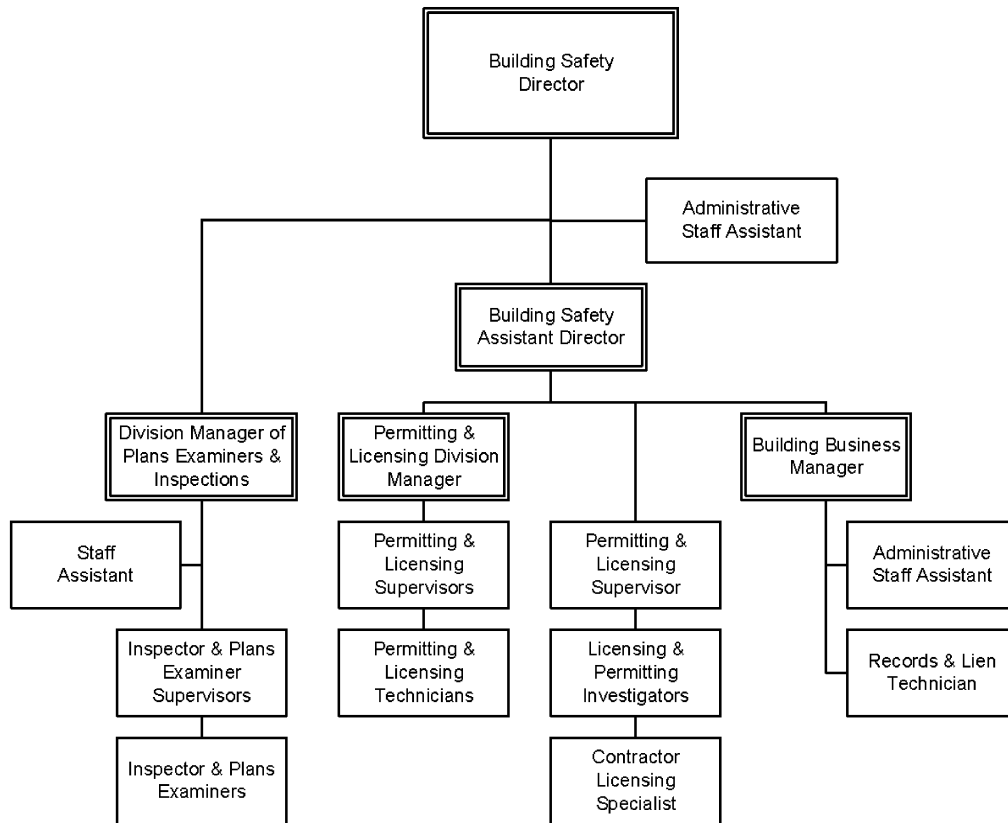 Building Safety
Director
Administrative
Staff Assistant
Building Safety
Assistant Director
Division Manager of
Plans Examiners &
Inspections
Permitting &
Licensing Division
Manager
Building Business
Manager
Staff
Assistant
Permitting &
Licensing
Supervisors
Permitting &
Licensing
Supervisor
Administrative
Staff Assistant
Inspector & Plans
Examiner
Supervisors
Permitting &
Licensing
Technicians
Licensing &
Permitting
Investigators
Records & Lien
Technician
Inspector & Plans
Examiners
Contractor
Licensing
Specialist